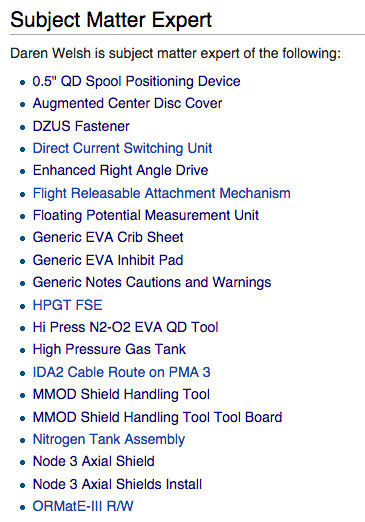 Subject Matter Expert
Daren Welsh is subject matter expert of the following:
0.5" QD Spool Positioning Device
Augmented Center Disc Cover
DZUS Fastener
Direct Current Switching Unit
Enhanced Right Angle Drive
Flight Releasable Attachment Mechanism
Floating Potential Measurement Unit
Generic EVA Crib Sheet
Generic EVA Inhibit Pad
Generic Notes Cautions and Warnings
HPGT FSE
Hi Press N2-O2 EVA QD Tool
High Pressure Gas Tank
IDA2 Cable Route on PMA 3
MMOD Shield Handling Tool
MMOD Shield Handling Tool Tool Board
Nitrogen Tank Assembly
Node 3 Axial Shield
Node 3 Axial Shields Install
ORMatE-III R/W